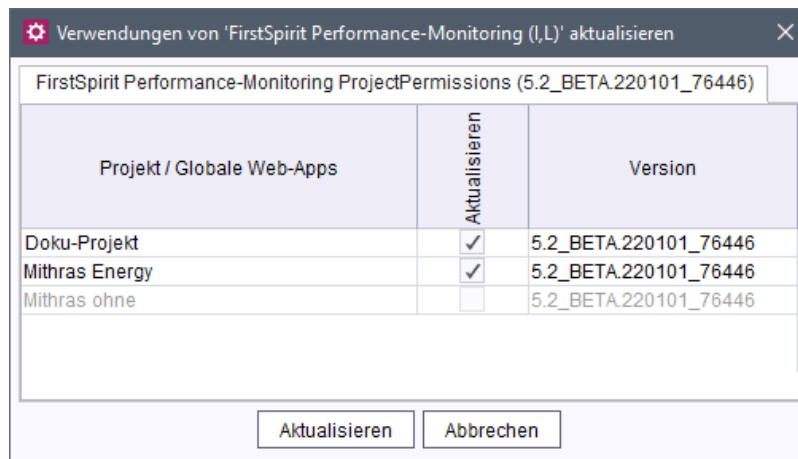 Verwendungen von 'FirstSpirit Performance-Monitoring (I,L)' aktualisieren
FirstSpirit Performance-Monitoring ProjectPermissions (5.2_BETA.220101_76446)
Projekt / Globale Web-Apps
Aktualisieren
Version
Doku-Projekt 5.2_BETA.220101_76446
Mithras Energy 5.2_BETA.220101_76446
Mithras ohne 5.2_BETA.220101_76446
Aktualisieren Abbrechen